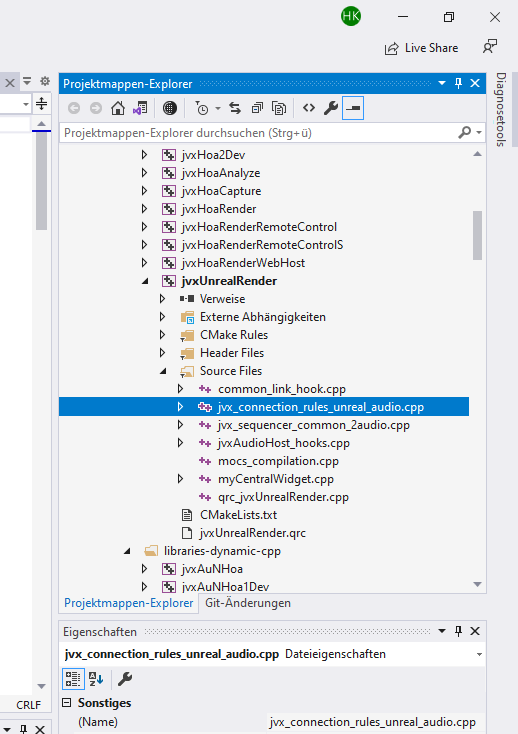 HK
Live Share
Projektmappen-Explorer
Diagnosetools
Projektmappen-Explorer durchsuchen (Strg+ü)
jvxHoa2Dev
jvxHoaAnalyze
jvxHoaCapture
jvxHoaRender
jvxHoaRenderRemoteControl
jvxHoaRenderRemoteControlS
jvxHoaRenderWebHost
jvxUnrealRender
Verweise
Externe Abhängigkeiten
CMake Rules
Header Files
Source Files
common_link_hook.cpp
jvx_connection_rules_unreal_audio.cpp
jvx_sequencer_common_2audio.cpp
jvxAudioHost_hooks.cpp
mocs_compilation.cpp
myCentralWidget.cpp
qrc_jvxUnrealRender.cpp
CMakeLists.txt
jvxUnrealRender.qrc
libraries-dynamic-cpp
jvxAuNHoa
jvxAuNHoa1Dev
Projektmappen-Explorer Git-Änderungen
Eigenschaften
jvx_connection_rules_unreal_audio.cpp Dateieigenschaften
CRLF
Sonstiges
(Name) jvx_connection_rules_unreal_audio.cpp